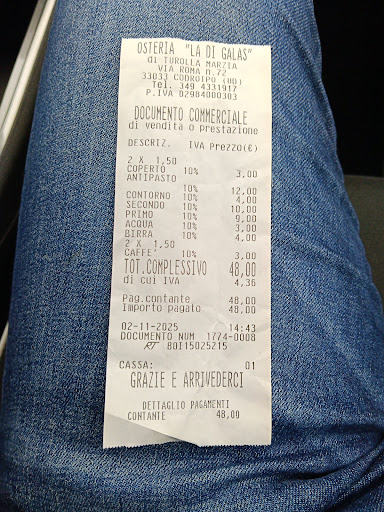 OSTERIA "LA DI GALAS"
di TUROLLA MARZIA
VIA ROMA n.72
33033 CODROIPO (UD)
Tel. 349 4331917
P.IVA 02984000303
DOCUMENTO COMMERCIALE
di vendita o prestazione
DESCRIZ. IVA Prezzo(€)
2 X 1,50
COPERTO 10% 3,00
ANTIPASTO
10% 12,00
CONTORNO 10% 4,00
SECONDO 10% 10,00
PRIMO 10% 9,00
ACQUA 10% 3,00
BIRRA 10% 4,00
2 X 1,50
CAFFE' 10% 3,00
TOT.COMPLESSIVO 48,00
di cui IVA 4,36
Pag.contante 48,00
Importo pagato 48,00
02-11-2025 14:43
DOCUMENTO NUM 1774-0008
RT 80I15025215
CASSA: 01
GRAZIE E ARRIVEDERCI
DETTAGLIO PAGAMENTI
CONTANTE 48,00